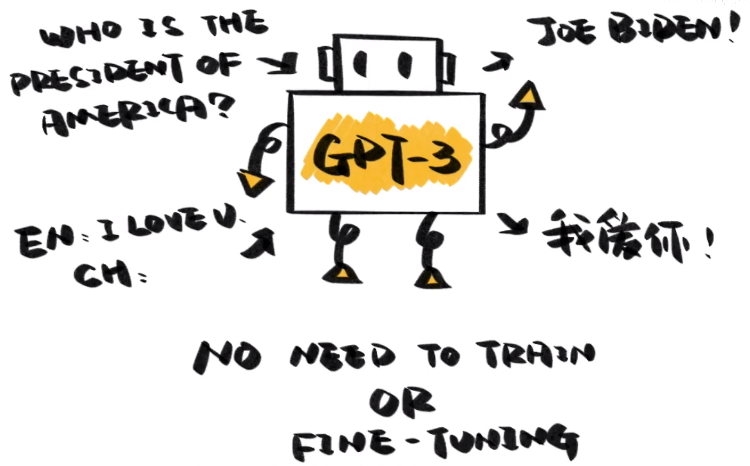 WHO IS THE
PRESIDENT OF
AMERICA?
JOE BIDEN!
GPT-3
EN: I LOVE U.
CH:
我爱你!
NO NEED TO TRAIN
OR
FINE-TUNING